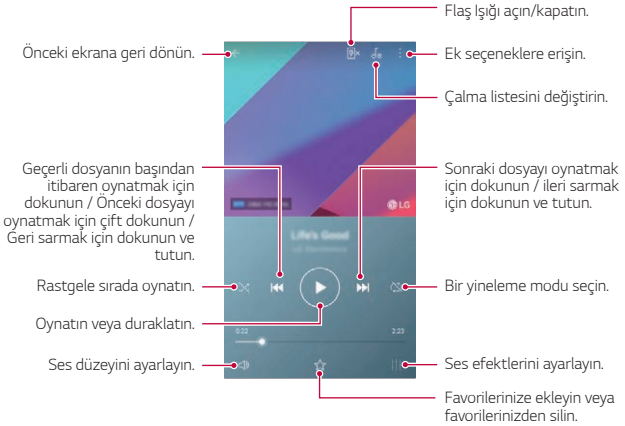 Flaş Işığı açın/kapatın.
Önceki ekrana geri dönün.
Ek seçeneklere erişin.
Çalma listesini değiştirin.
Geçerli dosyanın başından
itibaren oynatmak için
dokunun / Önceki dosyayı
oynatmak için çift dokunun /
Geri sarmak için dokunun ve
tutun.
Sonraki dosyayı oynatmak
için dokunun / ileri sarmak
için dokunun ve tutun.
LG
Life's Good
LG Electronics
Rastgele sırada oynatın.
Bir yineleme modu seçin.
Oynatın veya duraklatın.
0:22
2:23
Ses düzeyini ayarlayın.
Ses efektlerini ayarlayın.
Favorilerinize ekleyin veya
favorilerinizden silin.